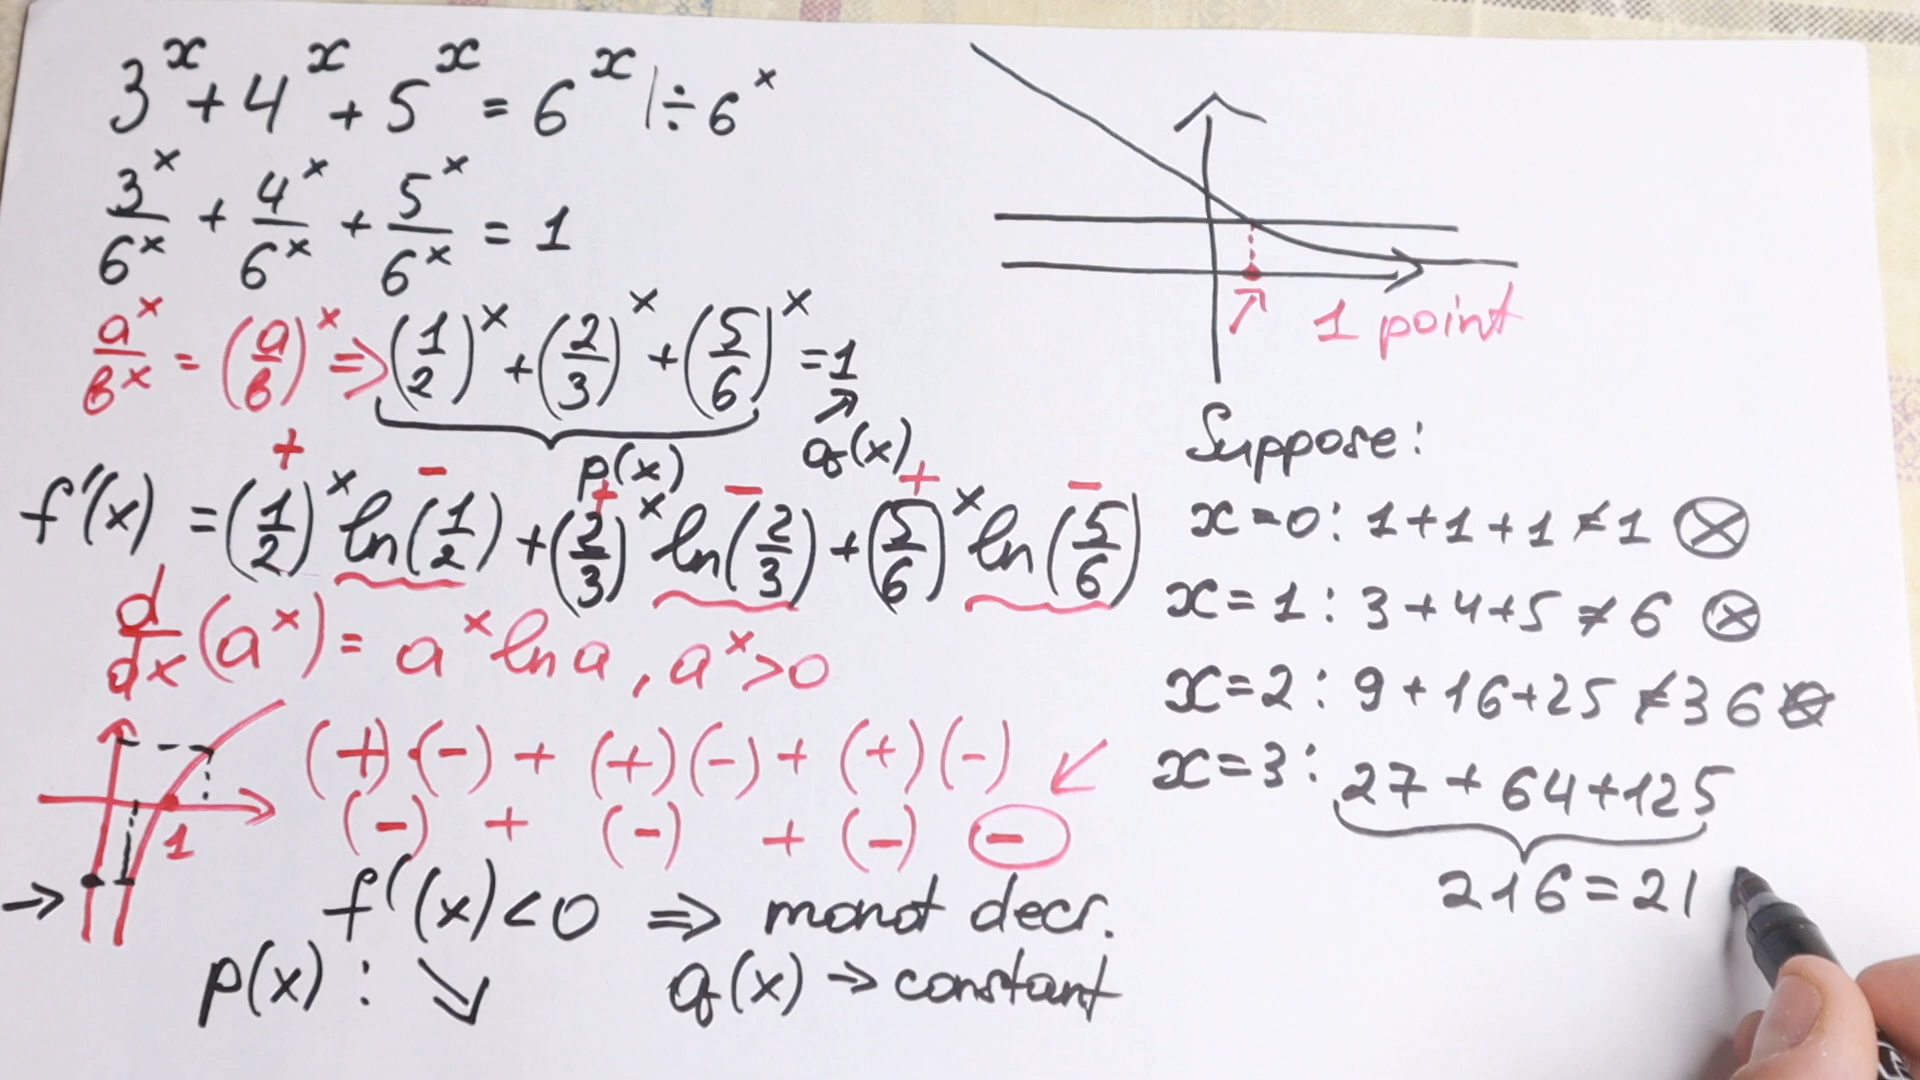 3^x + 4^x + 5^x = 6^x | ÷ 6^x
3^x/6^x + 4^x/6^x + 5^x/6^x = 1
a^x/b^x = (a/b)^x ⇒ (1/2)^x + (2/3)^x + (5/6)^x = 1
p(x) q(x)
+ - + - + -
f'(x) = (1/2)^x ln(1/2) + (2/3)^x ln(2/3) + (5/6)^x ln(5/6)
d/dx (a^x) = a^x ln a, a^x > 0
(+)(-) + (+)(-) + (+)(-)
1
(-) + (-) + (-) -
→ f'(x) < 0 ⇒ monot decr.
p(x) : ↘ q(x) → constant
1 point
Suppose:
x = 0 : 1 + 1 + 1 ≠ 1 ⊗
x = 1 : 3 + 4 + 5 ≠ 6 ⊗
x = 2 : 9 + 16 + 25 ≠ 36 ⊗
x = 3 : 27 + 64 + 125
216 = 21